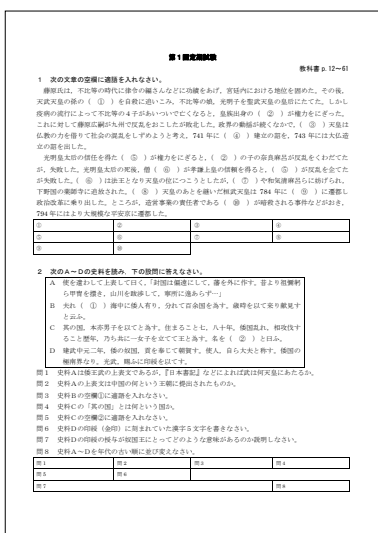 第１回定期試験
教科書 p. 12～61
１ 次の文章の空欄に適語を入れなさい。
藤原氏は、不比等の時代に律令の編さんなどに功績をあげ、宮廷内における地位を固めた。その後、
天武天皇の孫の（ ① ）を自殺に追いこみ、不比等の娘、光明子を聖武天皇の皇后にたてた。しかし
疫病の流行によって不比等の４子があいついで亡くなると、皇族出身の（ ② ）が権力をにぎった。
これに対して藤原広嗣が九州で反乱をおこしたが敗北した。政界の動揺が続くなかで、（ ③ ）天皇は
仏教の力を借りて社会の混乱をしずめようと考え、741 年に（ ④ ）建立の詔を、743 年には大仏造
立の詔を出した。
光明皇太后の信任を得た（ ⑤ ）が権力をにぎると、（ ② ）の子の奈良麻呂が反乱をくわだてた
が、失敗した。光明皇太后の死後、僧（ ⑥ ）が孝謙上皇の信頼を得ると、（ ⑤ ）が反乱を企てた
が失敗した。（ ⑥ ）は法王となり天皇の位につこうとしたが、（ ⑦ ）や和気清麻呂らに妨げられ、
下野国の薬師寺に追放された。（ ⑧ ）天皇のあとを継いだ桓武天皇は 784 年に（ ⑨ ）に遷都し
政治改革に乗り出した。ところが、造営事業の責任者である（ ⑩ ）が暗殺される事件などがおき、
794 年にはより大規模な平安京に遷都した。
① ② ③ ④
⑤ ⑥ ⑦ ⑧
⑨ ⑩
２ 次のＡ～Ｄの史料を読み、下の設問に答えなさい。
Ａ 使を遣わして上表して曰く、「封国は偏遠にして、藩を外に作す。昔より祖禰躬
ら甲冑を擐き、山川を跋渉して、寧所に遑あらず…」
Ｂ 夫れ（ ① ）海中に倭人有り、分れて百余国を為す。歳時を以て来り献見す
と云ふ。
Ｃ 其の国、本亦男子を以て王と為す。住まること七、八十年、倭国乱れ、相攻伐す
ること歴年、乃ち共に一女子を立てて王と為す。名を（ ② ）と曰ふ。
Ｄ 建武中元二年、倭の奴国、貢を奉じて朝賀す。使人、自ら大夫と称す。倭国の
極南界なり。光武、賜ふに印綬を以てす。
問１ 史料Ａは倭王武の上表文であるが、『日本書紀』などによれば武は何天皇にあたるか。
問２ 史料Ａの上表文は中国の何という王朝に提出されたものか。
問３ 史料Ｂの空欄①に適語を入れなさい。
問４ 史料Ｃの「其の国」とは何という国か。
問５ 史料Ｃの空欄②に適語を入れなさい。
問６ 史料Ｄの印綬（金印）に刻まれていた漢字５文字を書きなさい。
問７ 史料Ｄの印綬の授与が奴国王にとってどのような意味があるのか説明しなさい。
問８ 史料Ａ～Ｄを年代の古い順に並び変えなさい。
問１ 問２ 問３ 問４
問５ 問６
問７ 問８